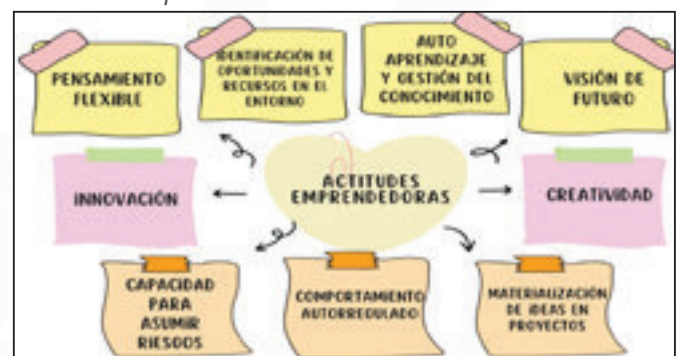 PENSAMIENTO
FLEXIBLE
IDENTIFICACIÓN DE
OPORTUNIDADES Y
RECURSOS EN EL
ENTORNO
AUTO
APRENDIZAJE
Y GESTIÓN DEL
CONOCIMIENTO
VISIÓN DE
FUTURO
INNOVACIÓN
ACTITUDES
EMPRENDEDORAS
CREATIVIDAD
CAPACIDAD
PARA
ASUMIR
RIESGOS
COMPORTAMIENTO
AUTORREGULADO
MATERIALIZACIÓN
DE IDEAS EN
PROYECTOS